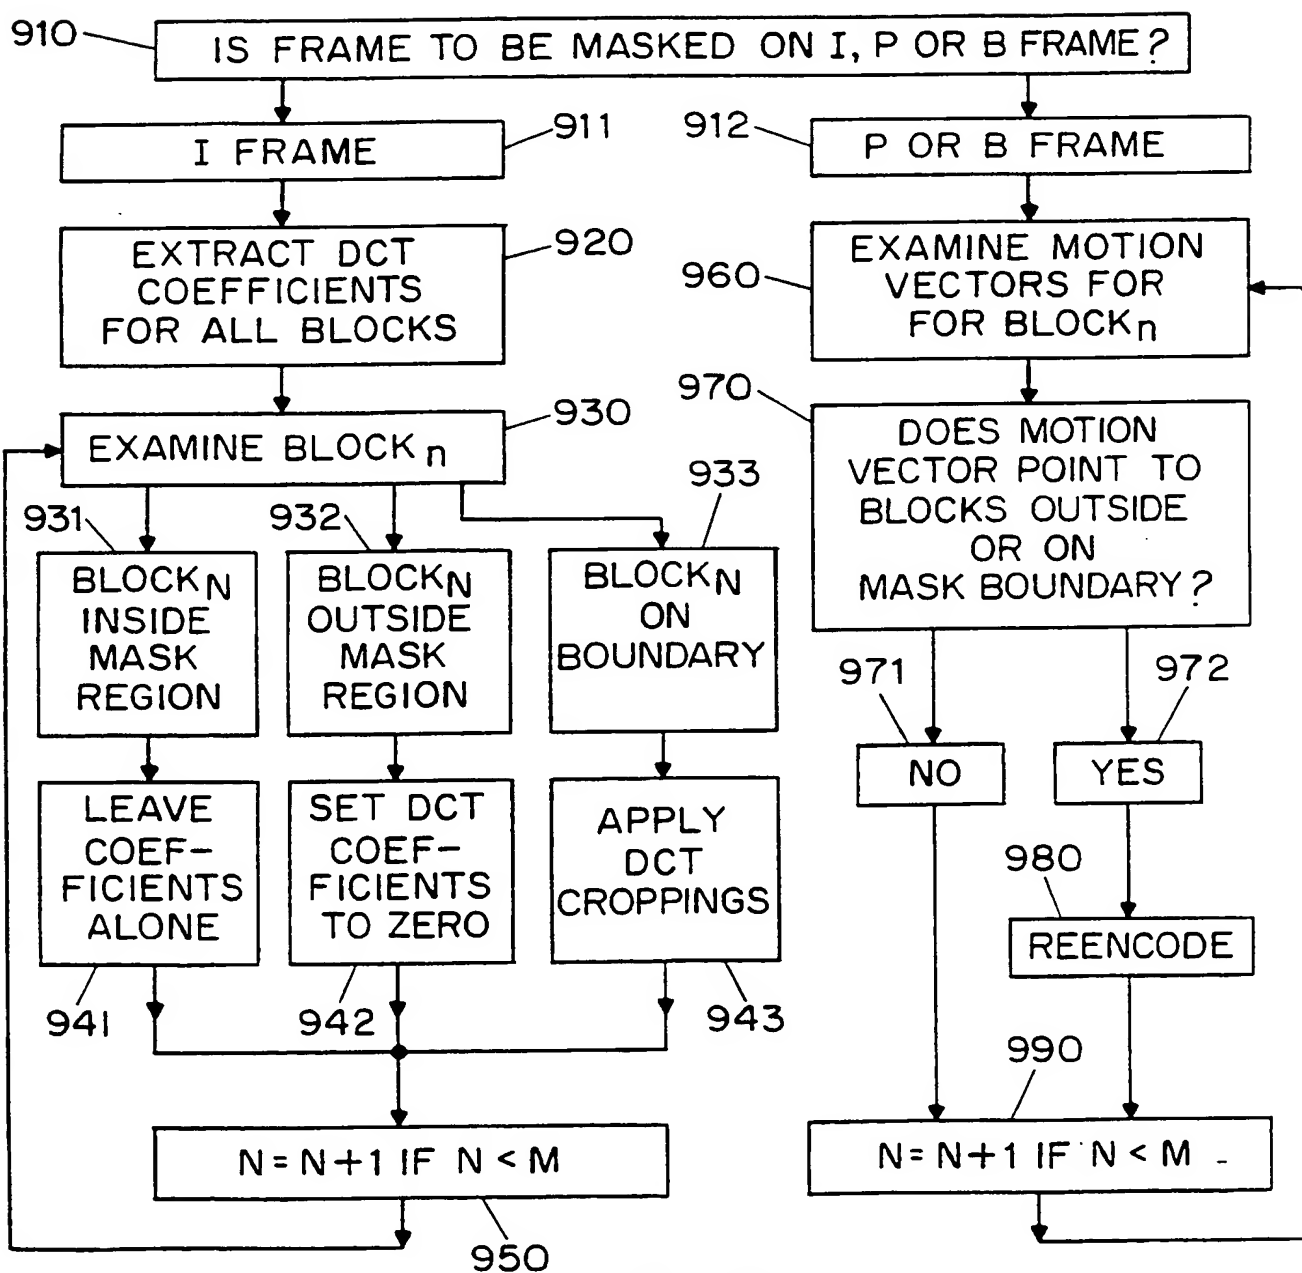 910
IS FRAME TO BE MASKED ON I, P OR B FRAME?
911
I FRAME
912
P OR B FRAME
920
EXTRACT DCT
COEFFICIENTS
FOR ALL BLOCKS
960
EXAMINE MOTION
VECTORS FOR
FOR BLOCKn
930
EXAMINE BLOCKn
970
DOES MOTION
VECTOR POINT TO
BLOCKS OUTSIDE
OR ON
MASK BOUNDARY?
931
BLOCKN
INSIDE
MASK
REGION
932
BLOCKN
OUTSIDE
MASK
REGION
933
BLOCKN
ON
BOUNDARY
971
NO
972
YES
LEAVE
COEF-
FICIENTS
ALONE
941
SET DCT
COEF-
FICIENTS
TO ZERO
942
APPLY
DCT
CROPPINGS
943
980
REENCODE
990
N=N+1 IF N < M
950
N=N+1 IF N < M